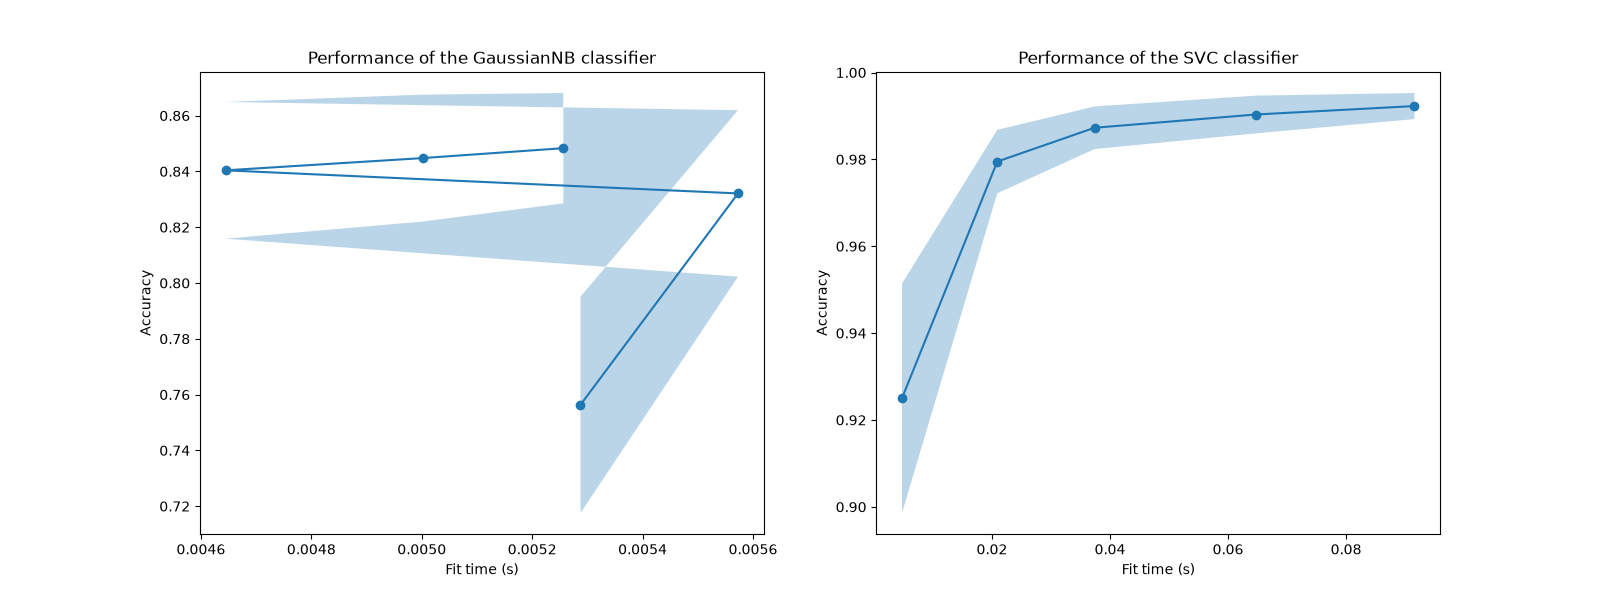 Performance of the GaussianNB classifier
0.86
0.84
0.82
0.80
0.78
0.76
0.74
0.72
Accuracy
0.0046 0.0048 0.0050 0.0052 0.0054 0.0056
Fit time (s)
Performance of the SVC classifier
1.00
0.98
0.96
0.94
0.92
0.90
Accuracy
0.02 0.04 0.06 0.08
Fit time (s)